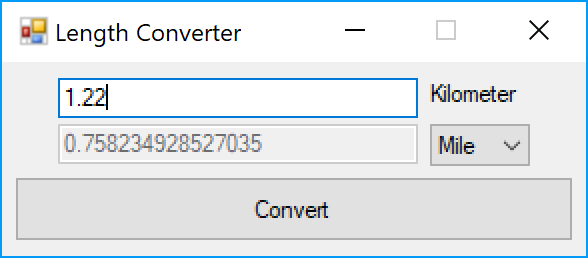 Length Converter
1.22 Kilometer
0.758234928527035 Mile
Convert